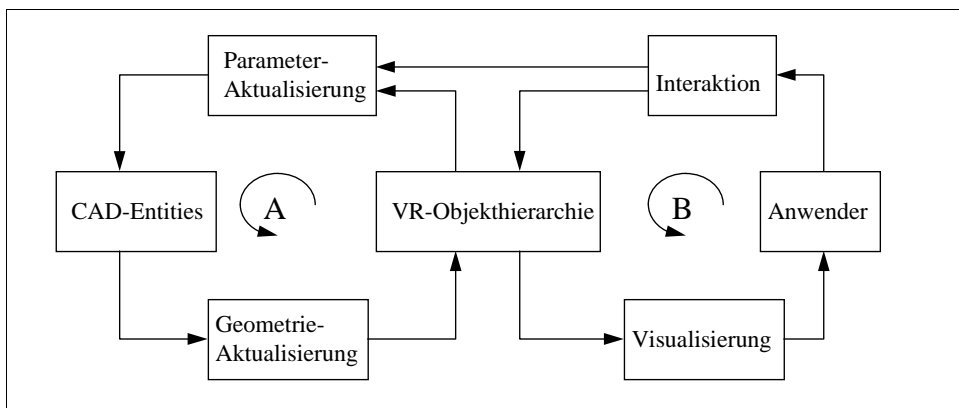 Parameter-
Aktualisierung
Interaktion
CAD-Entities
A
VR-Objekthierarchie
B
Anwender
Geometrie-
Aktualisierung
Visualisierung